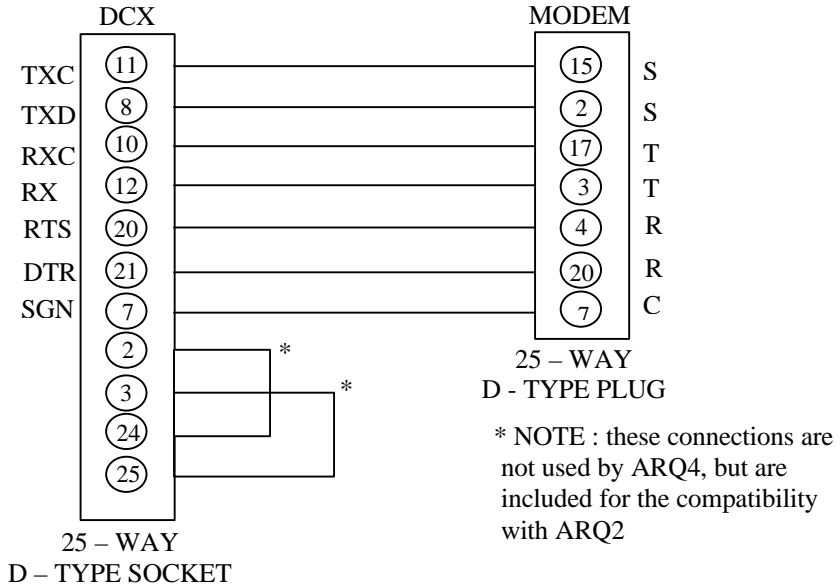 DCX
MODEM
TXC 11 15 S
TXD 8 2 S
RXC 10 17 T
RX 12 3 T
RTS 20 4 R
DTR 21 20 R
SGN 7 7 C
2 *
3 *
24
25
25 – WAY
D - TYPE PLUG
* NOTE : these connections are
not used by ARQ4, but are
included for the compatibility
with ARQ2
25 – WAY
D – TYPE SOCKET